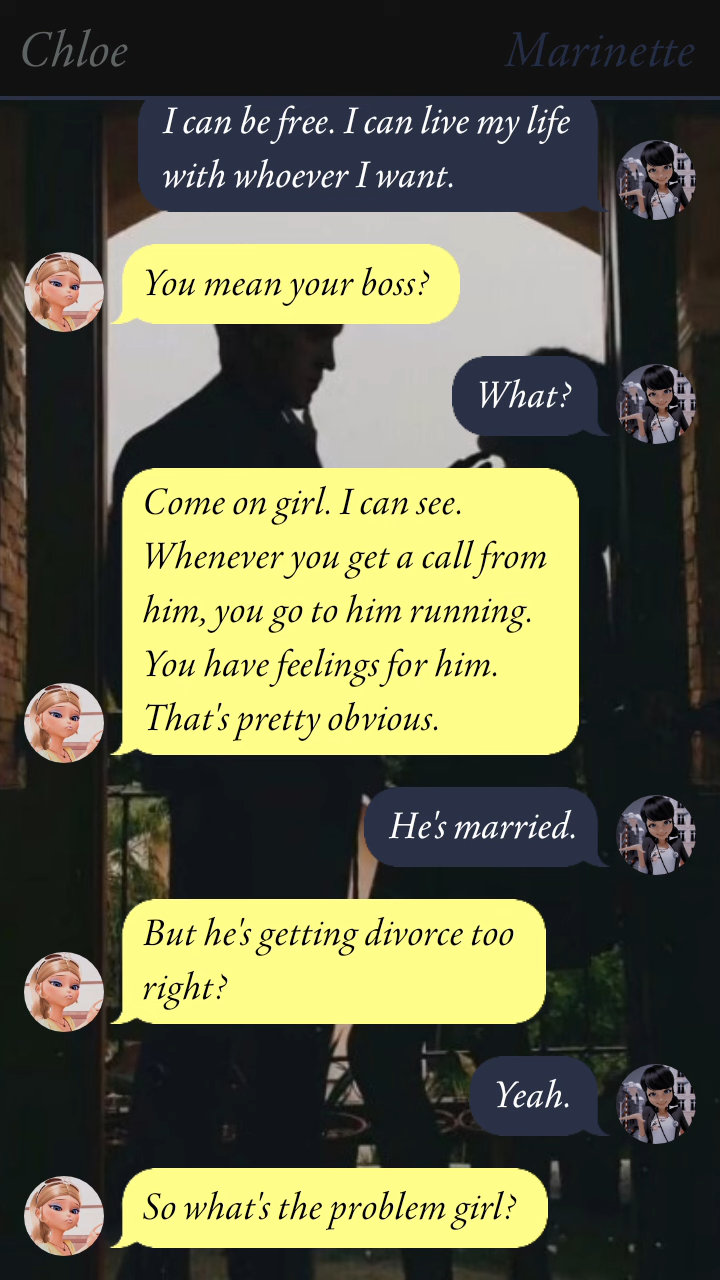 Chloe
Marinette
I can be free. I can live my life
with whoever I want.
You mean your boss?
What?
Come on girl. I can see.
Whenever you get a call from
him, you go to him running.
You have feelings for him.
That's pretty obvious.
He's married.
But he's getting divorce too
right?
Yeah.
So what's the problem girl?